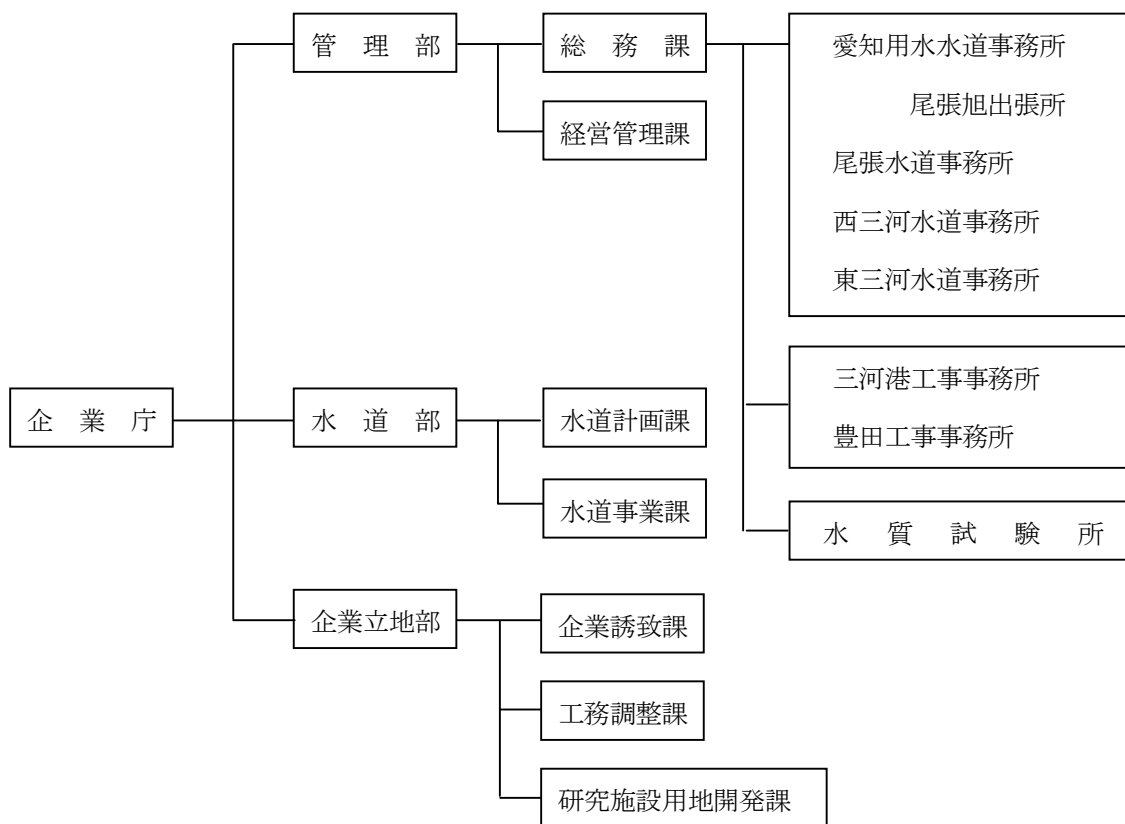 管理部
総務課
経営管理課
愛知用水水道事務所
尾張旭出張所
尾張水道事務所
西三河水道事務所
東三河水道事務所
三河港工事事務所
豊田工事事務所
水質試験所
企業庁
水道部
水道計画課
水道事業課
企業立地部
企業誘致課
工務調整課
研究施設用地開発課